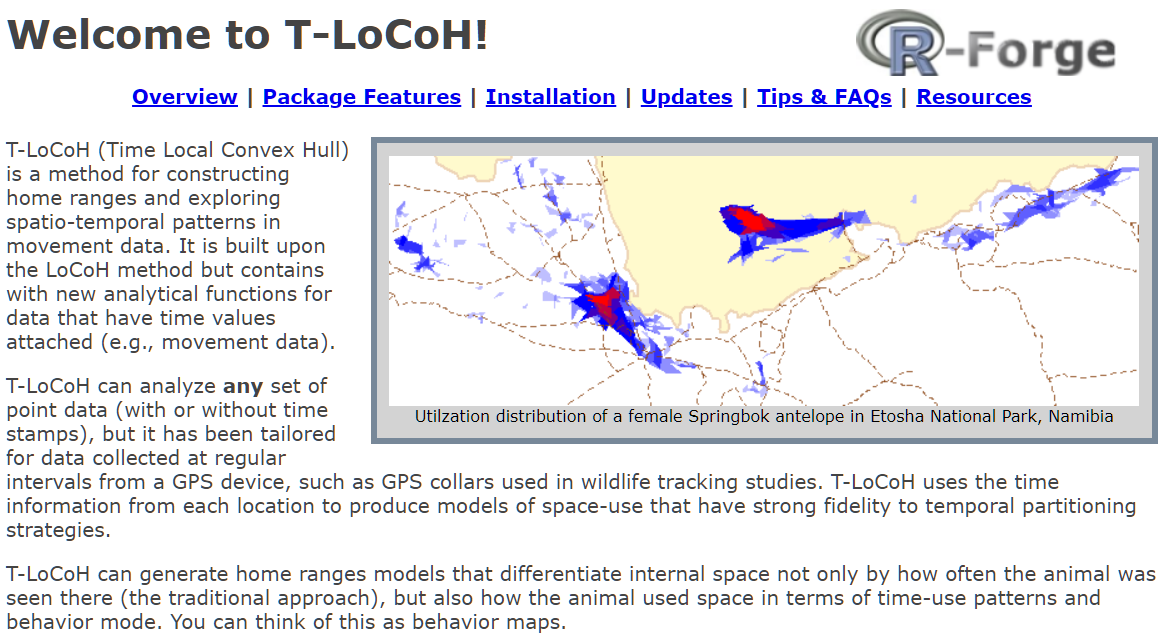 Welcome to T-LoCoH!
R-Forge
Overview | Package Features | Installation | Updates | Tips & FAQs | Resources
T-LoCoH (Time Local Convex Hull)
is a method for constructing
home ranges and exploring
spatio-temporal patterns in
movement data. It is built upon
the LoCoH method but contains
with new analytical functions for
data that have time values
attached (e.g., movement data).
Utilzation distribution of a female Springbok antelope in Etosha National Park, Namibia
T-LoCoH can analyze any set of
point data (with or without time
stamps), but it has been tailored
for data collected at regular
intervals from a GPS device, such as GPS collars used in wildlife tracking studies. T-LoCoH uses the time
information from each location to produce models of space-use that have strong fidelity to temporal partitioning
strategies.
T-LoCoH can generate home ranges models that differentiate internal space not only by how often the animal was
seen there (the traditional approach), but also how the animal used space in terms of time-use patterns and
behavior mode. You can think of this as behavior maps.